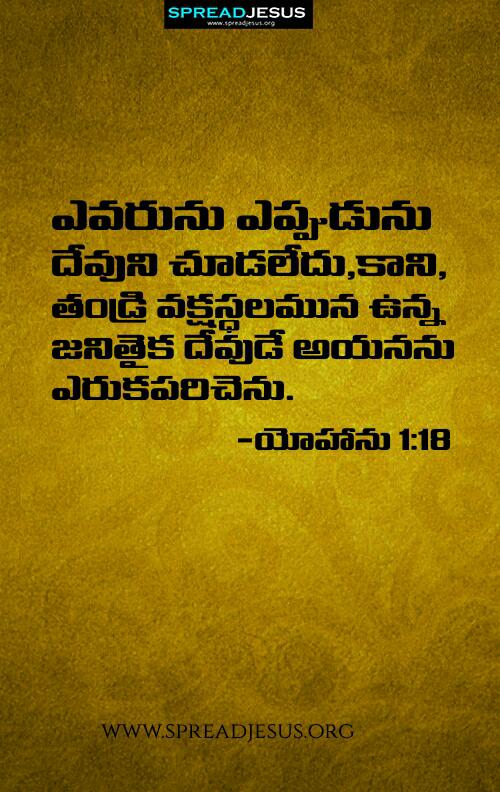 SPREADJESUS
www.spreadjesus.org
ఎవరును ఎప్పుడును
దేవుని చూడలేదు,కాని,
తండ్రి వక్షస్థలమున ఉన్న
జనితైక దేవుడే అయనను
ఎరుకపరిచెను.
-యోహాను 1:18
WWW.SPREADJESUS.ORG